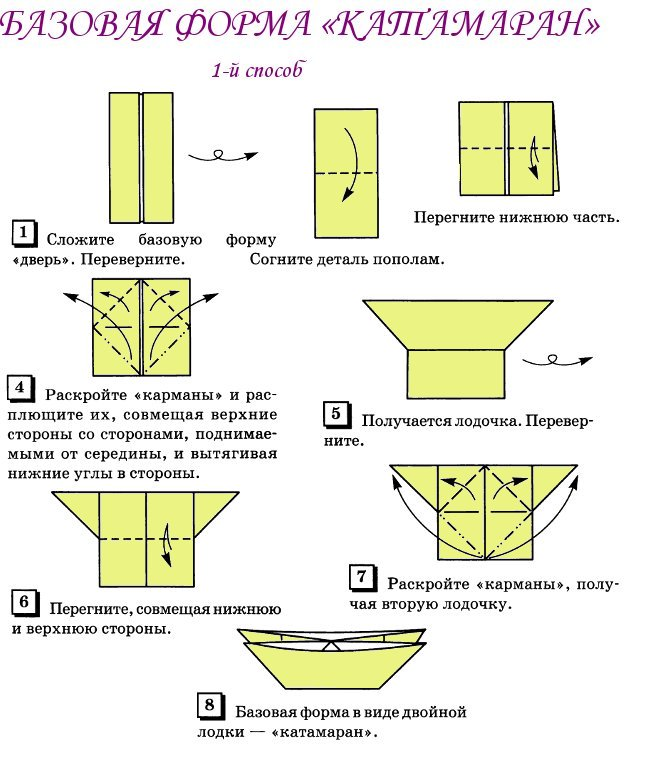 БАЗОВАЯ ФОРМА «КАТАМАРАН»
1-й способ
1 Сложите базовую форму
«дверь». Переверните.
Согните деталь пополам.
Перегните нижнюю часть.
4 Раскройте «карманы» и рас-
плющите их, совмещая верхние
стороны со сторонами, поднимае-
мыми от середины, и вытягивая
нижние углы в стороны.
5 Получается лодочка. Перевер-
ните.
6 Перегните, совмещая нижнюю
и верхнюю стороны.
7 Раскройте «карманы», полу-
чая вторую лодочку.
8 Базовая форма в виде двойной
лодки — «катамаран».